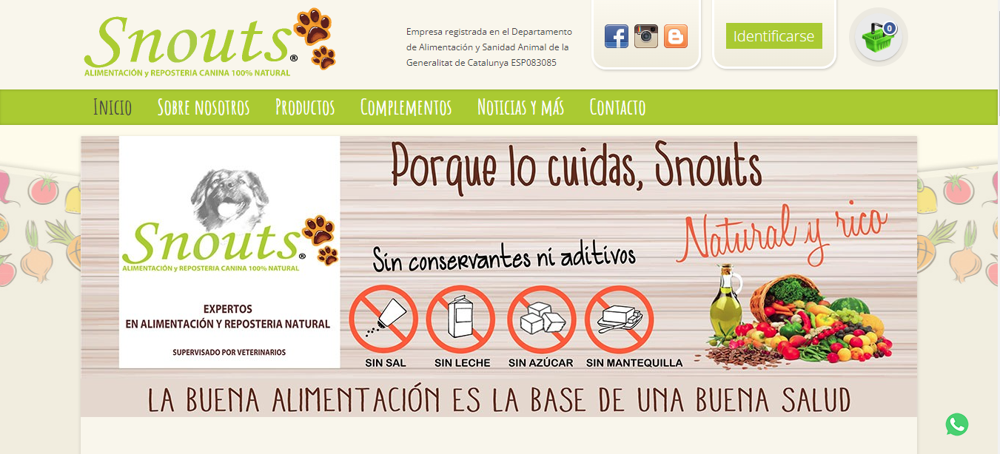 Snouts®
ALIMENTACIÓN y REPOSTERIA CANINA 100% NATURAL
Empresa registrada en el Departamento
de Alimentación y Sanidad Animal de la
Generalitat de Catalunya ESP083085
Identificarse
0
Inicio Sobre nosotros Productos Complementos Noticias y más Contacto
Snouts®
ALIMENTACIÓN y REPOSTERIA CANINA 100% NATURAL
EXPERTOS
EN ALIMENTACIÓN Y REPOSTERIA NATURAL
SUPERVISADO POR VETERINARIOS
Porque lo cuidas, Snouts
Natural y rico
Sin conservantes ni aditivos
SIN SAL SIN LECHE SIN AZÚCAR SIN MANTEQUILLA
LA BUENA ALIMENTACIÓN ES LA BASE DE UNA BUENA SALUD